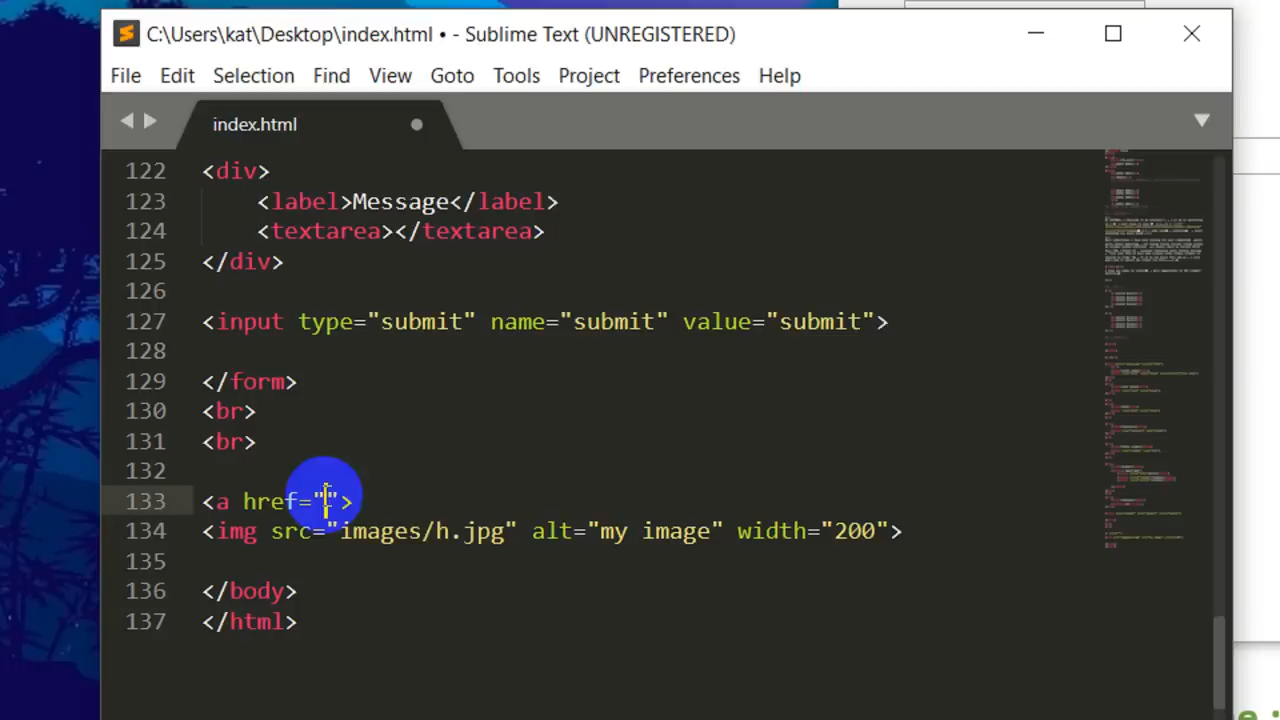 C:\Users\kat\Desktop\index.html • - Sublime Text (UNREGISTERED)
File Edit Selection Find View Goto Tools Project Preferences Help
index.html
122 <div>
123 <label>Message</label>
124 <textarea></textarea>
125 </div>
126
127 <input type="submit" name="submit" value="submit">
128
129 </form>
130 <br>
131 <br>
132
133 <a href="">
134 <img src="images/h.jpg" alt="my image" width="200">
135
136 </body>
137 </html>